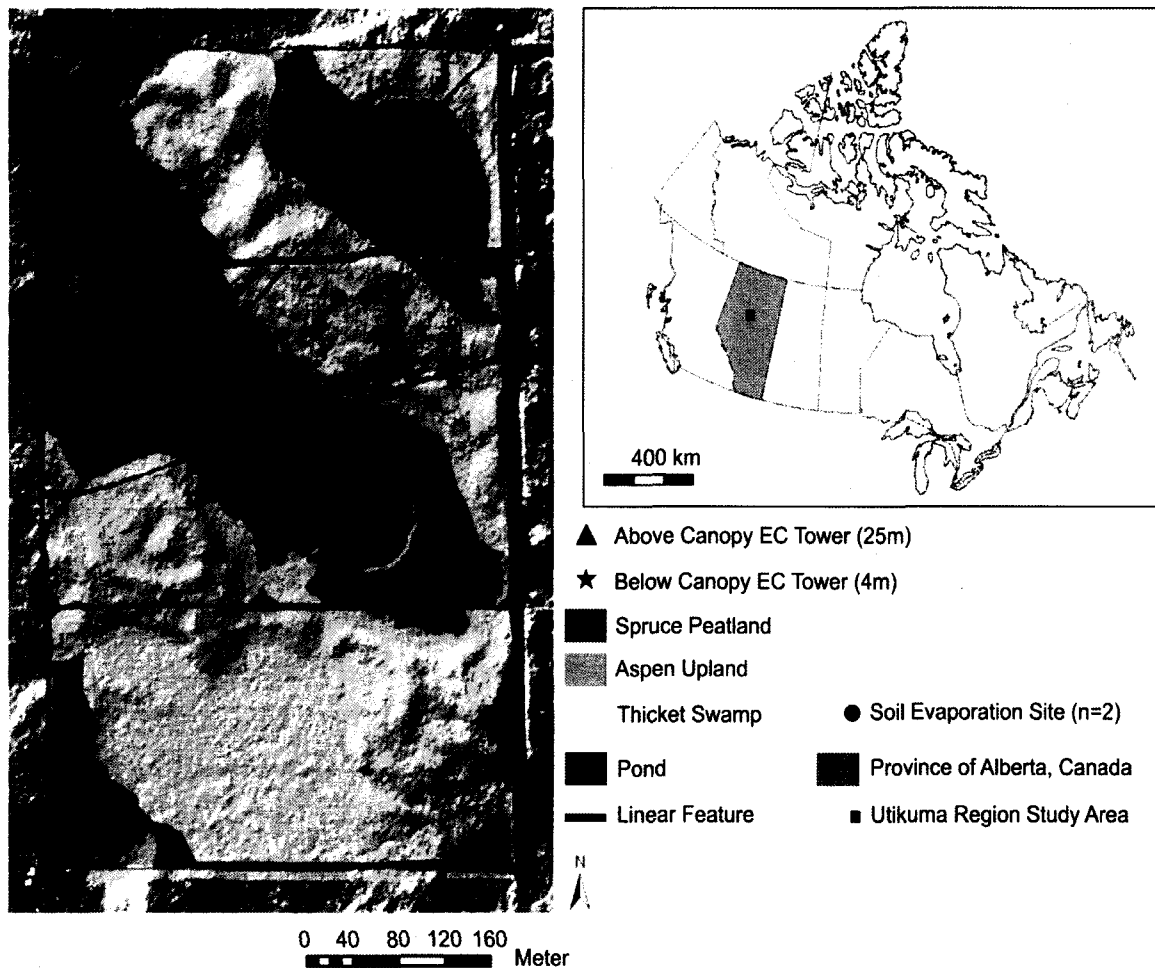 400 km
Above Canopy EC Tower (25m)
Below Canopy EC Tower (4m)
Spruce Peatland
Aspen Upland
Thicket Swamp
Soil Evaporation Site (n=2)
Pond
Province of Alberta, Canada
Linear Feature
Utikuma Region Study Area
N
0 40 80 120 160
Meter